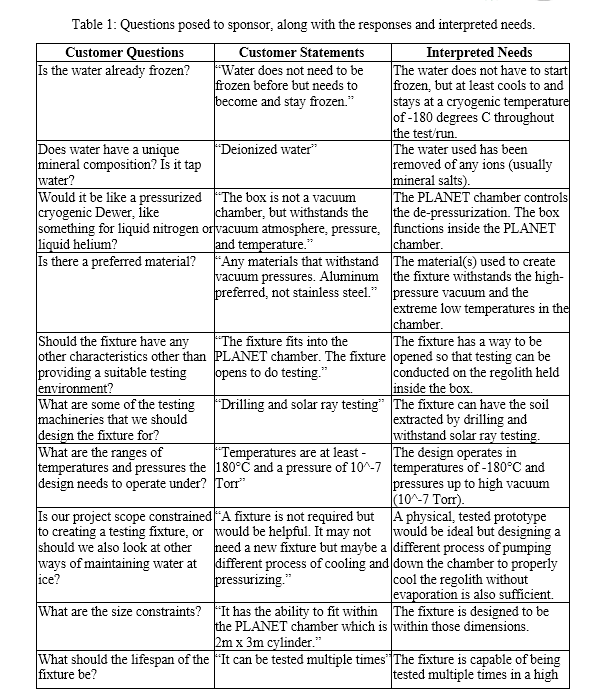 Table 1: Questions posed to sponsor, along with the responses and interpreted needs.
Customer Questions
Customer Statements
Interpreted Needs
Is the water already frozen?
“Water does not need to be
frozen before but needs to
become and stay frozen.”
The water does not have to start
frozen, but at least cools to and
stays at a cryogenic temperature
of -180 degrees C throughout
the test/run.
Does water have a unique
mineral composition? Is it tap
water?
“Deionized water”
The water used has been
removed of any ions (usually
mineral salts).
Would it be like a pressurized
cryogenic Dewer, like
something for liquid nitrogen or
liquid helium?
“The box is not a vacuum
chamber, but withstands the
vacuum atmosphere, pressure,
and temperature.”
The PLANET chamber controls
the de-pressurization. The box
functions inside the PLANET
chamber.
Is there a preferred material?
“Any materials that withstand
vacuum pressures. Aluminum
preferred, not stainless steel.”
The material(s) used to create
the fixture withstands the high-
pressure vacuum and the
extreme low temperatures in the
chamber.
Should the fixture have any
other characteristics other than
providing a suitable testing
environment?
“The fixture fits into the
PLANET chamber. The fixture
opens to do testing.”
The fixture has a way to be
opened so that testing can be
conducted on the regolith held
inside the box.
What are some of the testing
machineries that we should
design the fixture for?
“Drilling and solar ray testing”
The fixture can have the soil
extracted by drilling and
withstand solar ray testing.
What are the ranges of
temperatures and pressures the
design needs to operate under?
“Temperatures are at least -
180°C and a pressure of 10^-7
Torr”
The design operates in
temperatures of -180°C and
pressures up to high vacuum
(10^-7 Torr).
Is our project scope constrained
to creating a testing fixture, or
should we also look at other
ways of maintaining water at
ice?
“A fixture is not required but
would be helpful. It may not
need a new fixture but maybe a
different process of cooling and
pressurizing.”
A physical, tested prototype
would be ideal but designing a
different process of pumping
down the chamber to properly
cool the regolith without
evaporation is also sufficient.
What are the size constraints?
“It has the ability to fit within
the PLANET chamber which is
2m x 3m cylinder.”
The fixture is designed to be
within those dimensions.
What should the lifespan of the
fixture be?
“It can be tested multiple times”
The fixture is capable of being
tested multiple times in a high